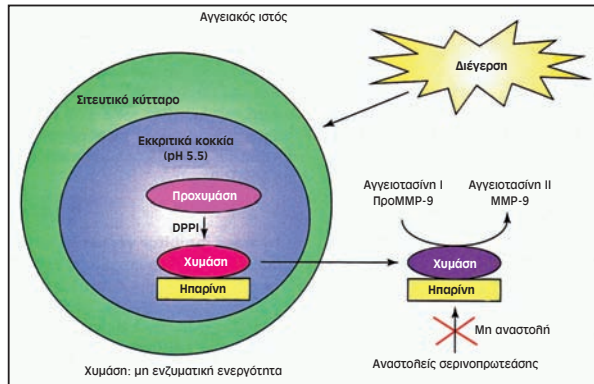 Αγγειακός ιστός
Διέγερση
Σιτευτικό κύτταρο
Εκκριτικά κοκκία
(pH 5.5)
Προχυμάση
DPPI
Χυμάση
Ηπαρίνη
Αγγειοτασίνη Ι
ΠροMMP-9
Αγγειοτασίνη ΙΙ
MMP-9
Χυμάση
Ηπαρίνη
Μη αναστολή
Αναστολείς σερινοπρωτεάσης
Χυμάση: μη ενζυματική ενεργότητα